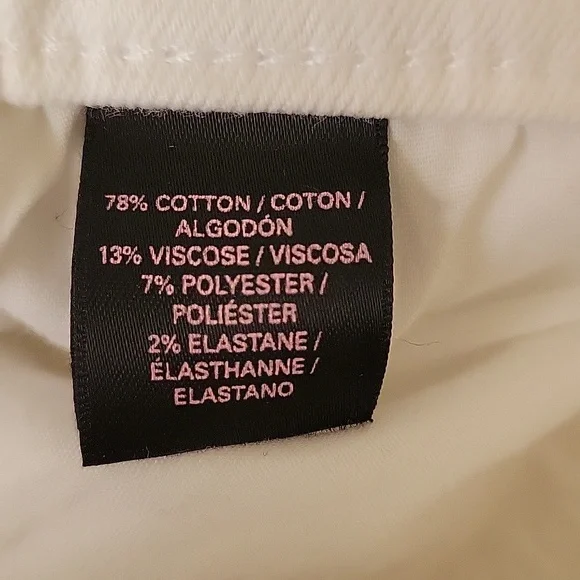 78% COTTON / COTON /
ALGODÓN
13% VISCOSE / VISCOSA
7% POLYESTER /
POLIÉSTER
2% ELASTANE /
ÉLASTHANNE /
ELASTANO